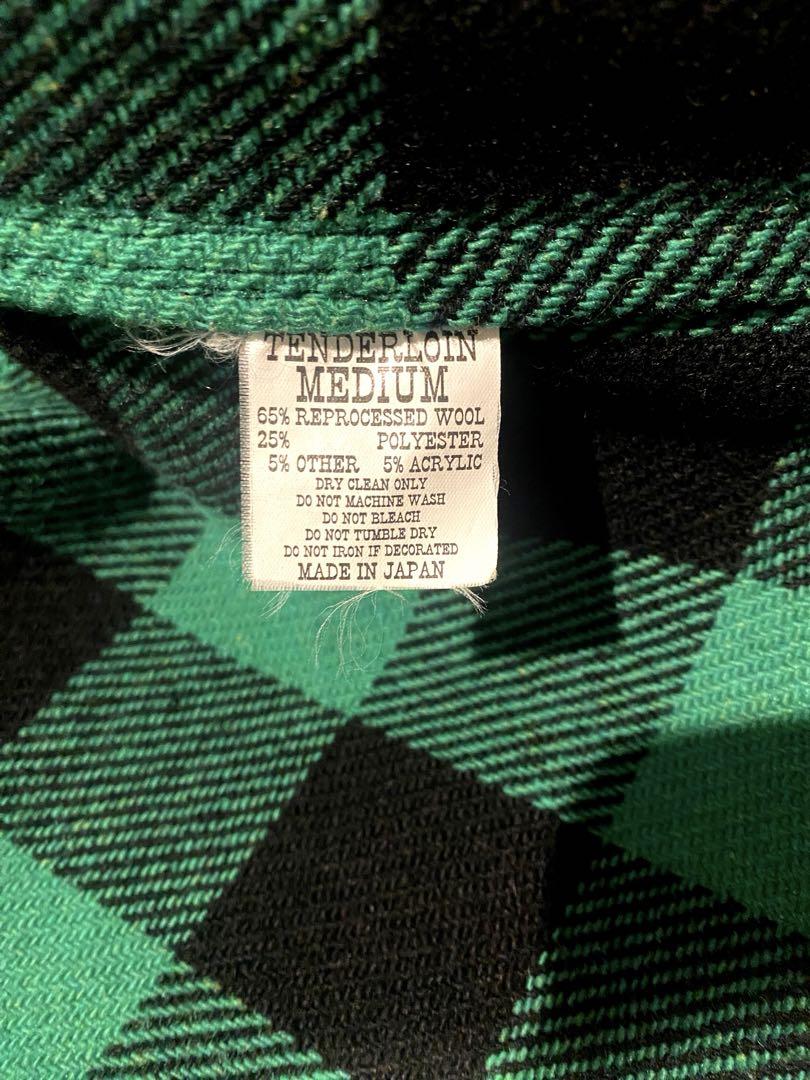 TENDERLOIN
MEDIUM
65% REPROCESSED WOOL
25% POLYESTER
5% OTHER 5% ACRYLIC
DRY CLEAN ONLY
DO NOT MACHINE WASH
DO NOT BLEACH
DO NOT TUMBLE DRY
DO NOT IRON IF DECORATED
MADE IN JAPAN